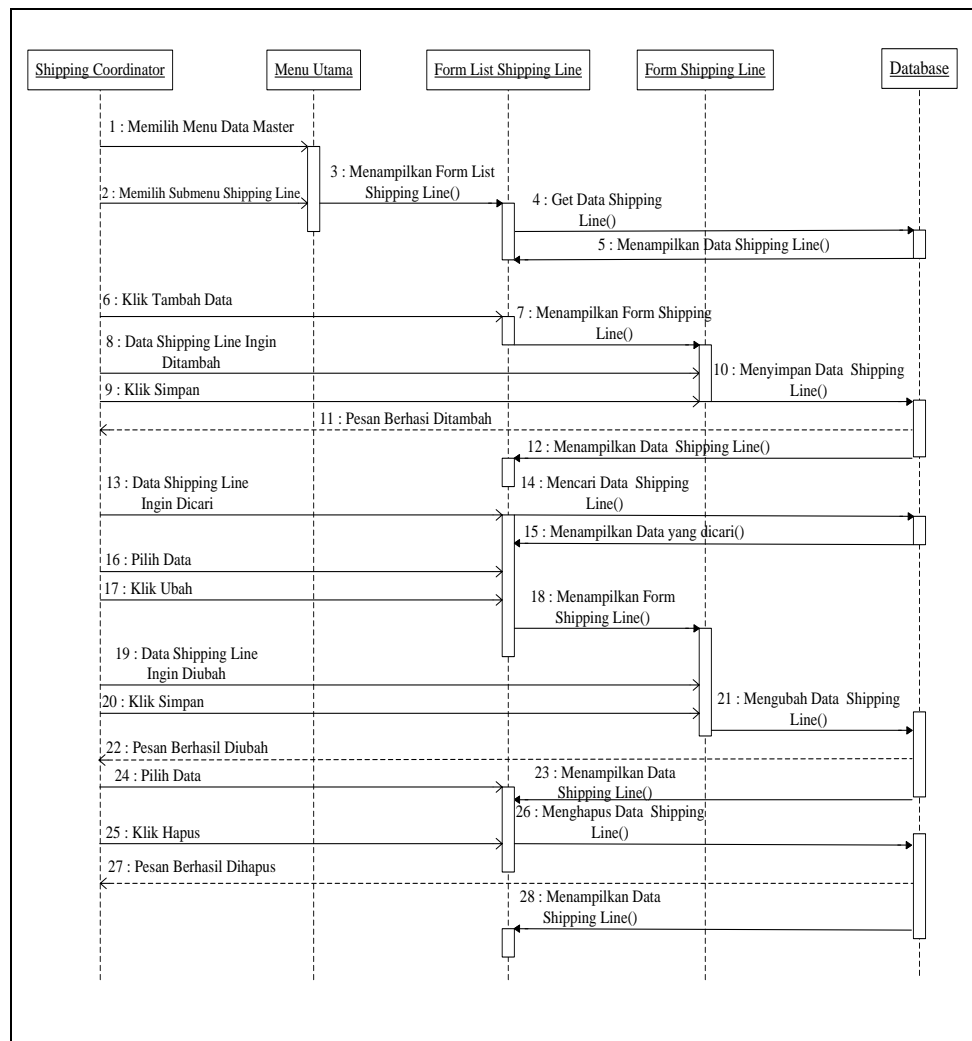 Shipping Coordinator
Menu Utama
Form List Shipping Line
Form Shipping Line
Database
1 : Memilih Menu Data Master
2 : Memilih Submenu Shipping Line
3 : Menampilkan Form List
Shipping Line()
4 : Get Data Shipping
Line()
5 : Menampilkan Data Shipping Line()
6 : Klik Tambah Data
7 : Menampilkan Form Shipping
Line()
8 : Data Shipping Line Ingin
Ditambah
9 : Klik Simpan
10 : Menyimpan Data Shipping
Line()
11 : Pesan Berhasi Ditambah
12 : Menampilkan Data Shipping Line()
13 : Data Shipping Line
Ingin Dicari
14 : Mencari Data Shipping
Line()
15 : Menampilkan Data yang dicari()
16 : Pilih Data
17 : Klik Ubah
18 : Menampilkan Form
Shipping Line()
19 : Data Shipping Line
Ingin Diubah
20 : Klik Simpan
21 : Mengubah Data Shipping
Line()
22 : Pesan Berhasil Diubah
23 : Menampilkan Data
Shipping Line()
24 : Pilih Data
25 : Klik Hapus
26 : Menghapus Data Shipping
Line()
27 : Pesan Berhasil Dihapus
28 : Menampilkan Data
Shipping Line()